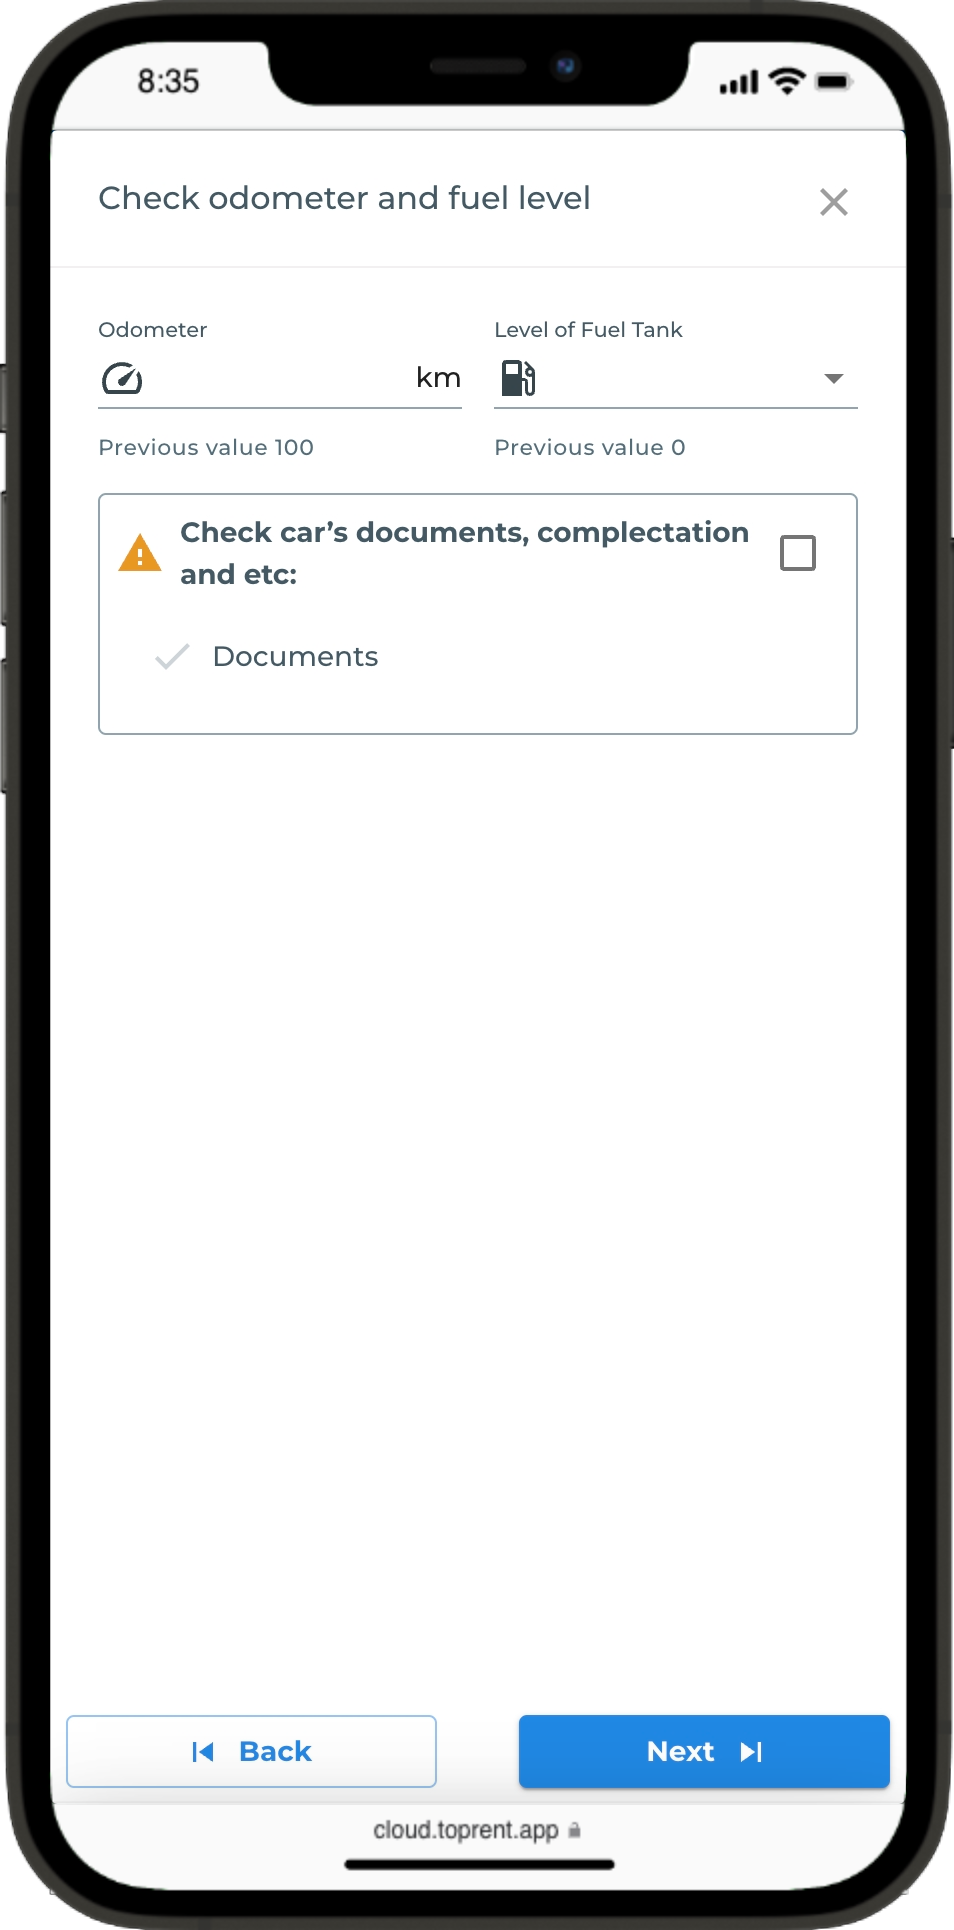 8:35
Check odometer and fuel level
Odometer
Level of Fuel Tank
km
Previous value 100
Previous value 0
Check car’s documents, complectation
and etc:
Documents
Back
Next
cloud.toprent.app